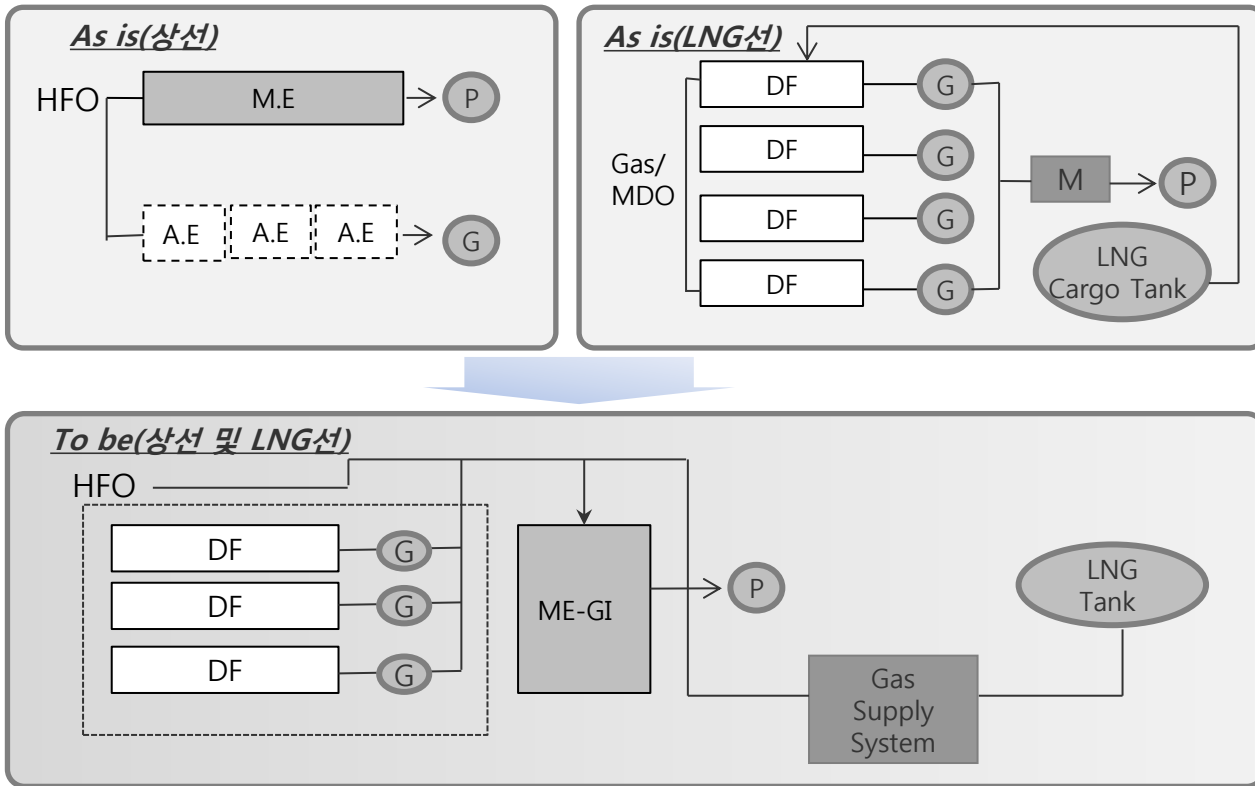 As is(상선)
HFO
M.E
P
A.E
A.E
A.E
G
As is(LNG선)
DF
G
DF
G
Gas/
MDO
M
P
DF
G
LNG
Cargo Tank
DF
G
To be(상선 및 LNG선)
HFO
DF
G
DF
G
DF
G
ME-GI
P
LNG
Tank
Gas
Supply
System